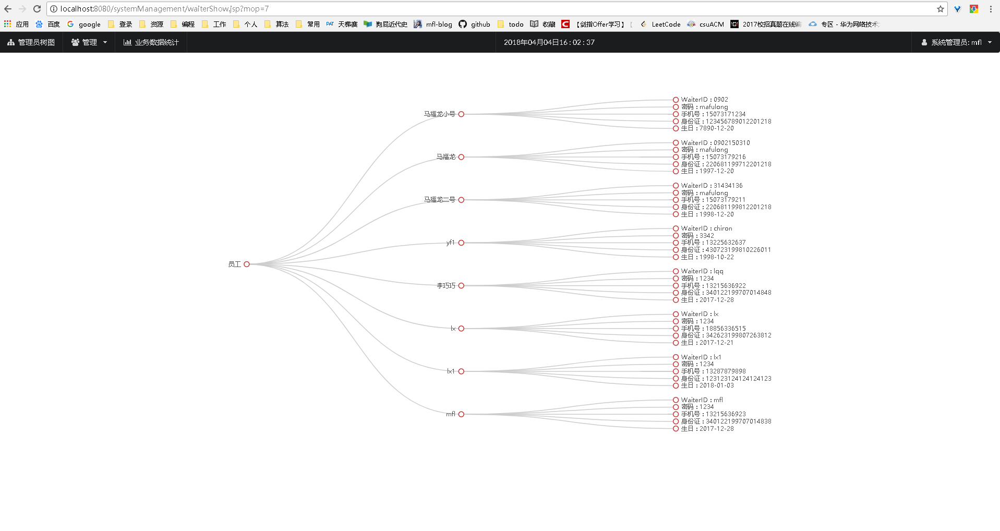 localhost:8080/systemManagement/waiterShow.jsp?mop=7
应用 百度 google 登录 资源 编程 工作 个人 算法 常用 PAT 天梯赛 狗屁近代史 mfl-blog github todo 收藏 【剑指Offer学习】 LeetCode csuACM 2017校招真题在线编 专区 - 华为网络技术
管理员树图 管理 业务数据统计 2018年04月04日16 : 02 : 37 系统管理员: mfl
员工
马福龙小号
WaiterID : 0902
密码 : mafulong
手机号 : 15073171234
身份证 : 123456789012201218
生日 : 7890-12-20
马福龙
WaiterID : 0902150310
密码 : mafulong
手机号 : 15073179216
身份证 : 220681199712201218
生日 : 1997-12-20
马福龙二号
WaiterID : 31434136
密码 : mafulong
手机号 : 15073179211
身份证 : 220681199812201218
生日 : 1998-12-20
yf1
WaiterID : chiron
密码 : 3342
手机号 : 13225632637
身份证 : 430723199810226011
生日 : 1998-10-22
李巧巧
WaiterID : lqq
密码 : 1234
手机号 : 13215636922
身份证 : 340122199707014848
生日 : 2017-12-28
lx
WaiterID : lx
密码 : 1234
手机号 : 18856336515
身份证 : 342623199807263812
生日 : 2017-12-21
lx1
WaiterID : lx1
密码 : 1234
手机号 : 13287879898
身份证 : 123123124124124123
生日 : 2018-01-03
mfl
WaiterID : mfl
密码 : 1234
手机号 : 13215636923
身份证 : 340122199707014838
生日 : 2017-12-28